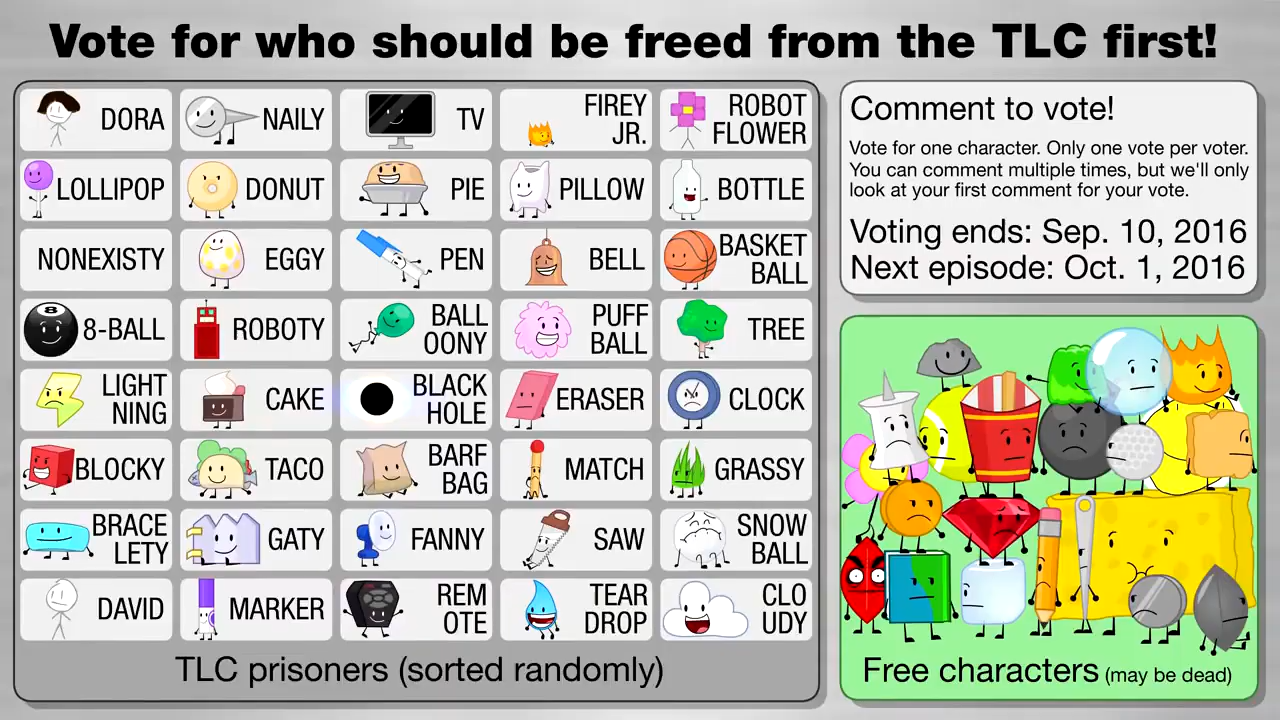 Vote for who should be freed from the TLC first!
DORA
NAILY
TV
FIREY
JR.
ROBOT
FLOWER
LOLLIPOP
DONUT
PIE
PILLOW
BOTTLE
NONEXISTY
EGGY
PEN
BELL
BASKET
BALL
8
8-BALL
ROBOTY
BALL
OONY
PUFF
BALL
TREE
LIGHT
NING
CAKE
BLACK
HOLE
ERASER
CLOCK
BLOCKY
TACO
BARF
BAG
MATCH
GRASSY
BRACE
LETY
GATY
FANNY
SAW
SNOW
BALL
DAVID
MARKER
REM
OTE
TEAR
DROP
CLO
UDY
TLC prisoners (sorted randomly)
Comment to vote!
Vote for one character. Only one vote per voter.
You can comment multiple times, but we'll only
look at your first comment for your vote.
Voting ends: Sep. 10, 2016
Next episode: Oct. 1, 2016
Free characters (may be dead)